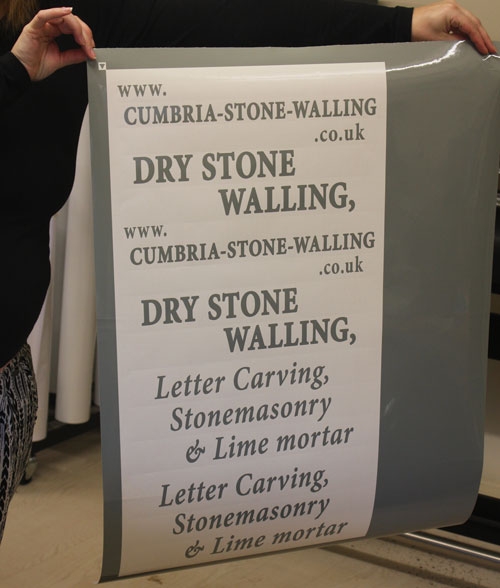 www.
CUMBRIA-STONE-WALLING
.co.uk
DRY STONE
WALLING,
www.
CUMBRIA-STONE-WALLING
.co.uk
DRY STONE
WALLING,
Letter Carving,
Stonemasonry
& Lime mortar
Letter Carving,
Stonemasonry
& Lime mortar